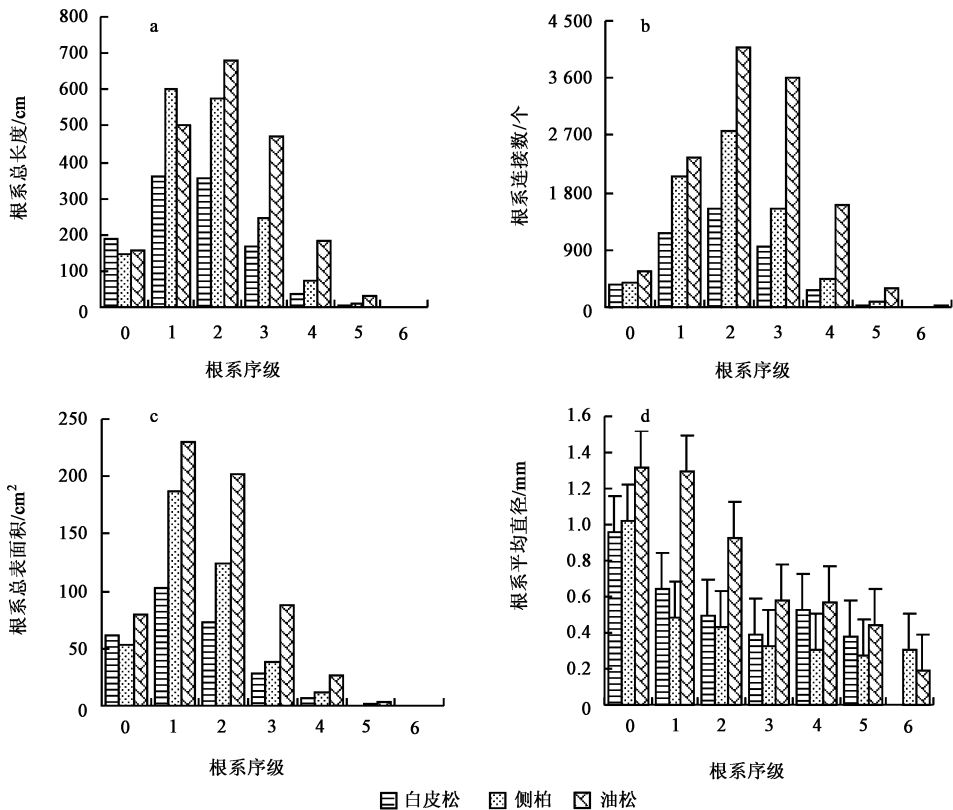 a
根系总长度/cm
800
700
600
500
400
300
200
100
0
0 1 2 3 4 5 6
根系序级
b
根系连接数/个
4 500
3 600
2 700
1 800
900
0
0 1 2 3 4 5 6
根系序级
c
根系总表面积/cm²
250
200
150
100
50
0
0 1 2 3 4 5 6
根系序级
d
根系平均直径/mm
1.6
1.4
1.2
1.0
0.8
0.6
0.4
0.2
0
0 1 2 3 4 5 6
根系序级
白皮松 侧柏 油松